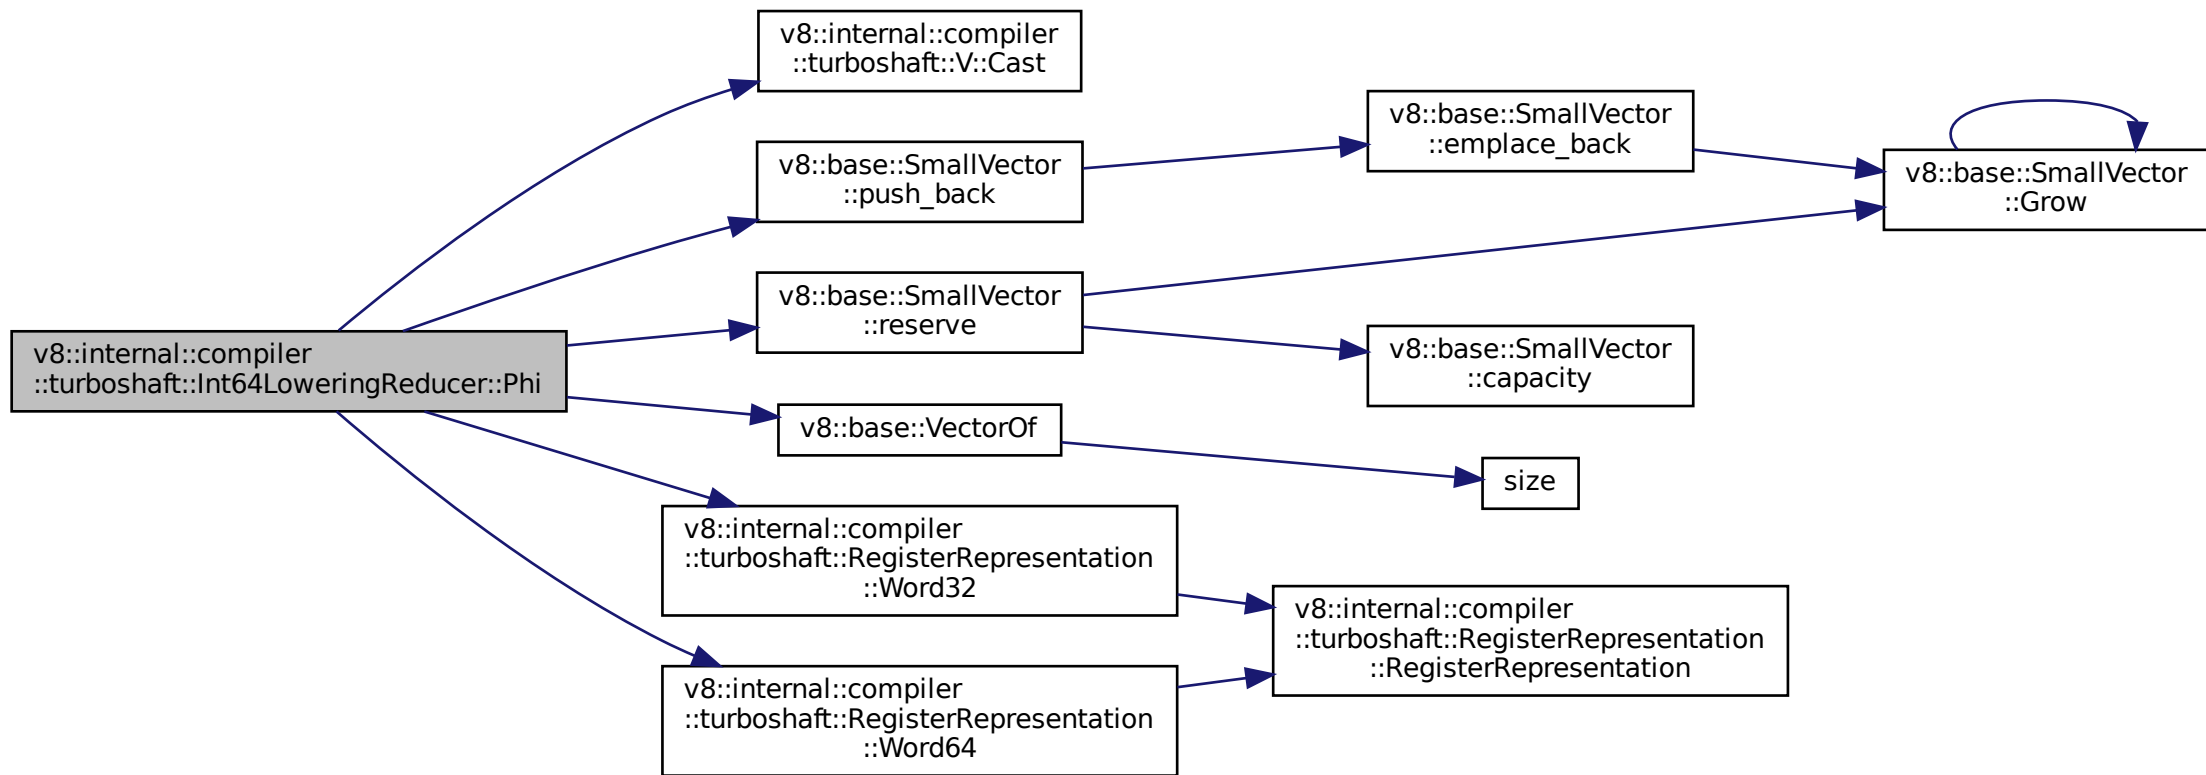 v8::internal::compiler
::turboshaft::Int64LoweringReducer::Phi
v8::internal::compiler
::turboshaft::V::Cast
v8::base::SmallVector
::push_back
v8::base::SmallVector
::emplace_back
v8::base::SmallVector
::Grow
v8::base::SmallVector
::reserve
v8::base::SmallVector
::capacity
v8::base::VectorOf
size
v8::internal::compiler
::turboshaft::RegisterRepresentation
::Word32
v8::internal::compiler
::turboshaft::RegisterRepresentation
::RegisterRepresentation
v8::internal::compiler
::turboshaft::RegisterRepresentation
::Word64